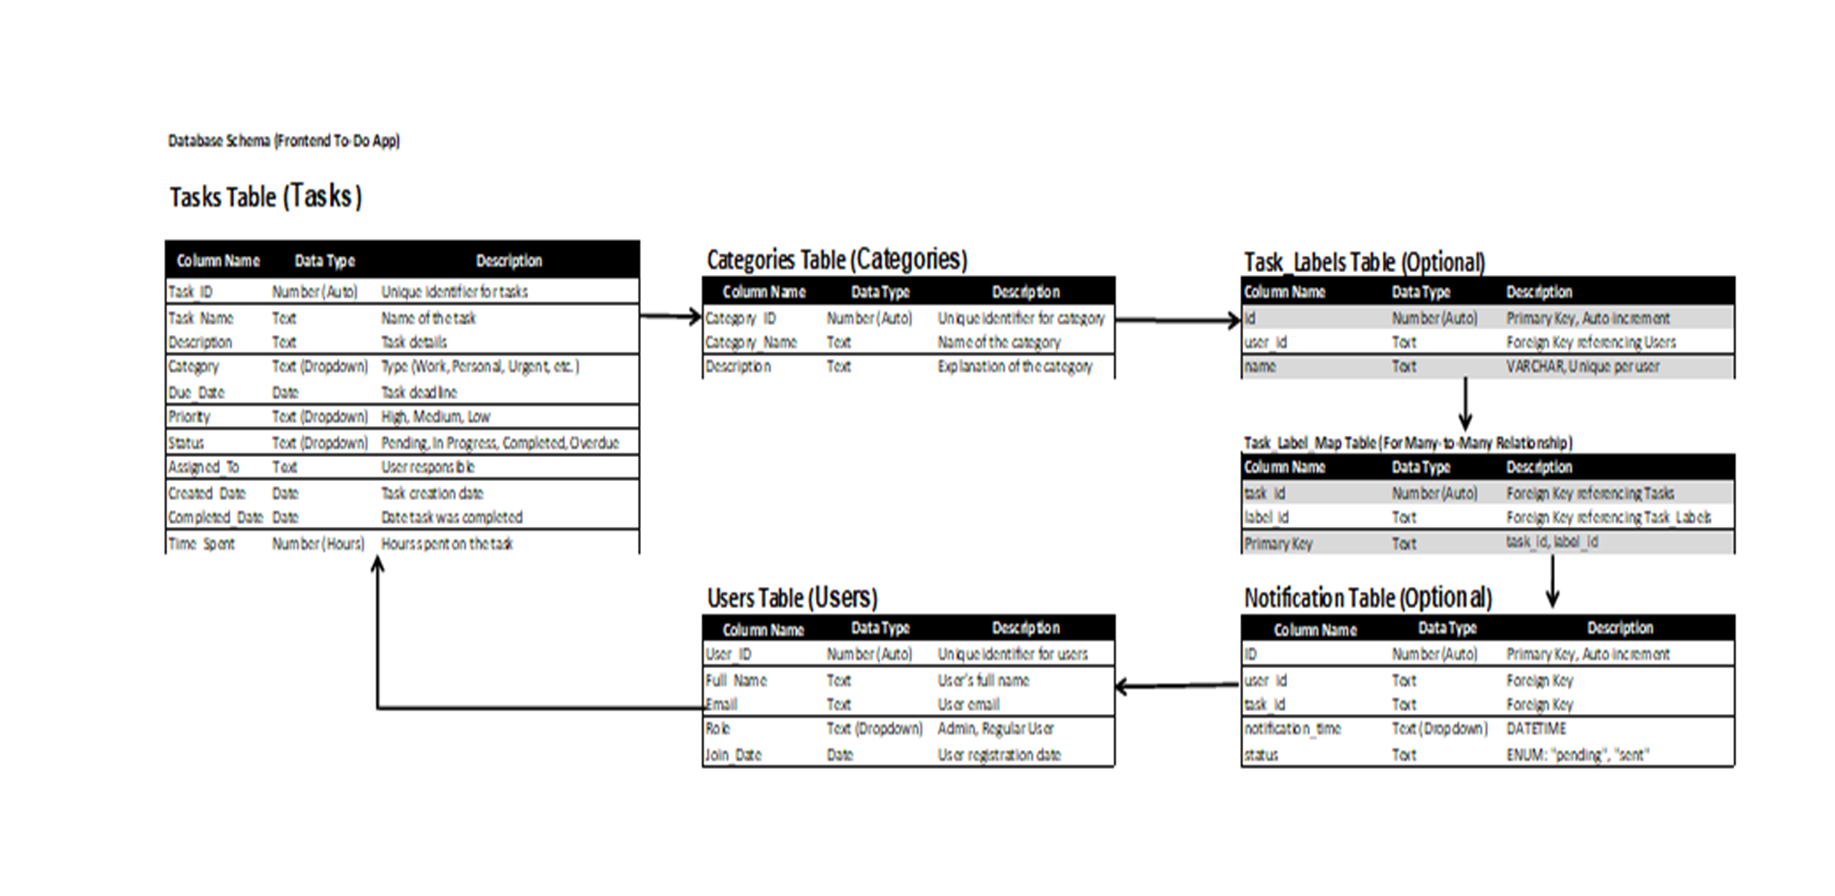 Database Schema (Frontend To-Do App)
Tasks Table (Tasks)
Column Name Data Type Description
Task_ID Number (Auto) Unique identifier for tasks
Task_Name Text Name of the task
Description Text Task details
Category Text (Dropdown) Type (Work, Personal, Urgent, etc.)
Due_Date Date Task deadline
Priority Text (Dropdown) High, Medium, Low
Status Text (Dropdown) Pending, In Progress, Completed, Overdue
Assigned_To Text User responsible
Created_Date Date Task creation date
Completed_Date Date Date task was completed
Time_Spent Number (Hours) Hours spent on the task
Categories Table (Categories)
Column Name Data Type Description
Category_ID Number (Auto) Unique identifier for category
Category_Name Text Name of the category
Description Text Explanation of the category
Task_Labels Table (Optional)
Column Name Data Type Description
id Number (Auto) Primary Key, Auto increment
user_id Text Foreign Key referencing Users
name Text VARCHAR, Unique per user
Task_Label_Map Table (For Many-to-Many Relationship)
Column Name Data Type Description
task_id Number (Auto) Foreign Key referencing Tasks
label_id Text Foreign Key referencing Task_Labels
Primary Key Text task_id, label_id
Users Table (Users)
Column Name Data Type Description
User_ID Number (Auto) Unique identifier for users
Full_Name Text User's full name
Email Text User email
Role Text (Dropdown) Admin, Regular User
Join_Date Date User registration date
Notification Table (Optional)
Column Name Data Type Description
ID Number (Auto) Primary Key, Auto increment
user_id Text Foreign Key
task_id Text Foreign Key
notification_time Text (Dropdown) DATETIME
status Text ENUM: "pending", "sent"